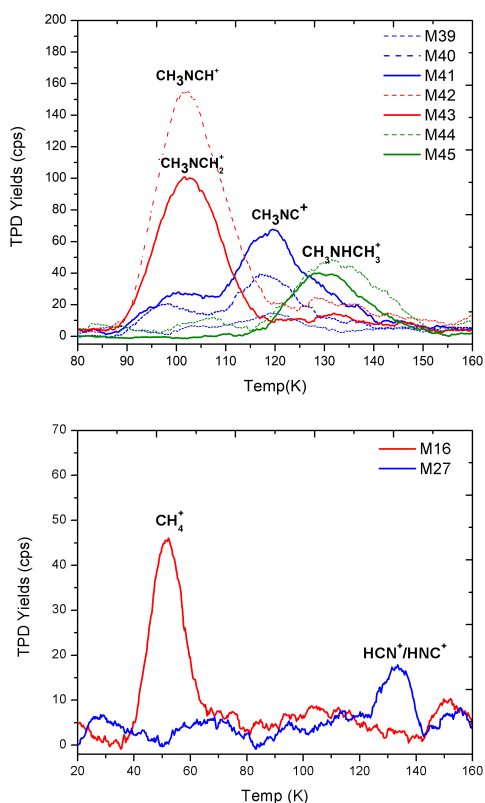 200
180
160
140
120
100
80
60
40
20
0
TPD Yields (cps)
M39
M40
M41
M42
M43
M44
M45
CH₃NCH⁺
CH₃NCH₂⁺
CH₃NC⁺
CH₃NHCH₃⁺
80 90 100 110 120 130 140 150 160
Temp(K)
70
60
50
40
30
20
10
0
TPD Yields (cps)
M16
M27
CH₄⁺
HCN⁺/HNC⁺
20 40 60 80 100 120 140 160
Temp (K)